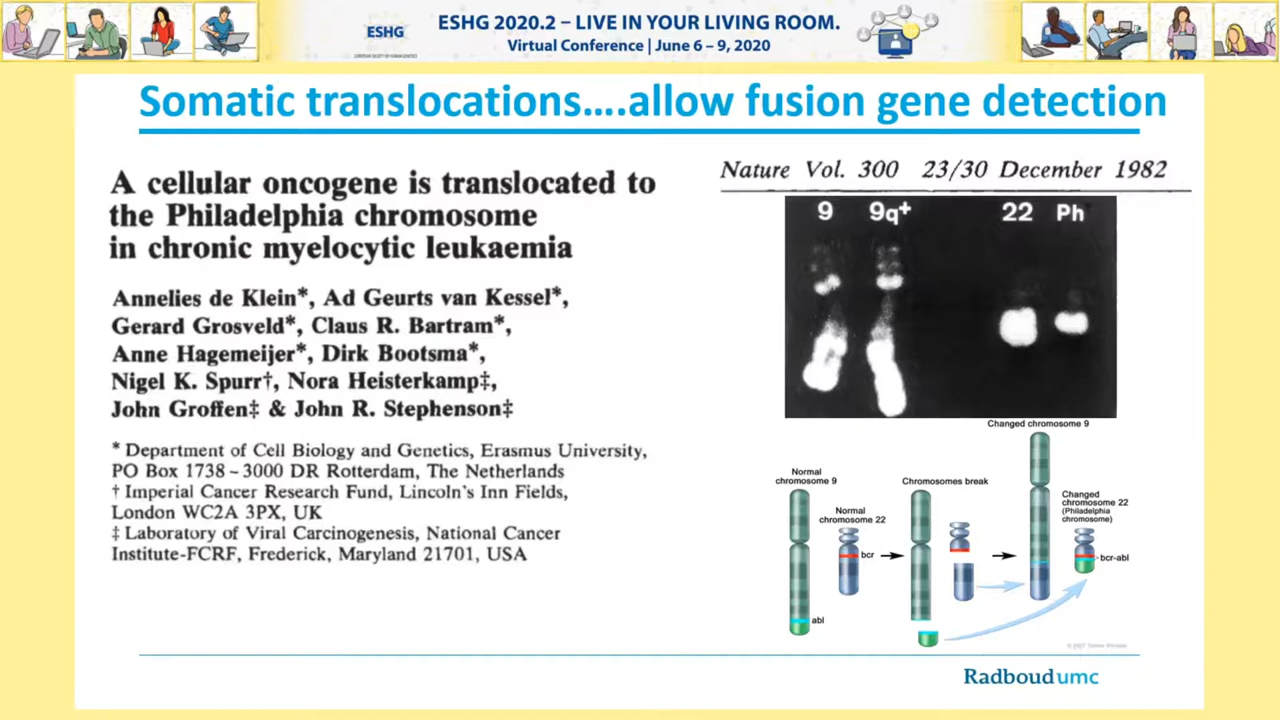 ESHG
ESHG 2020.2 – LIVE IN YOUR LIVING ROOM.
Virtual Conference | June 6 – 9, 2020
EUROPEAN SOCIETY OF HUMAN GENETICS
Somatic translocations....allow fusion gene detection
A cellular oncogene is translocated to
the Philadelphia chromosome
in chronic myelocytic leukaemia
Annelies de Klein*, Ad Geurts van Kessel*,
Gerard Grosveld*, Claus R. Bartram*,
Anne Hagemeijer*, Dirk Bootsma*,
Nigel K. Spurr†, Nora Heisterkamp‡,
John Groffen‡ & John R. Stephenson‡
* Department of Cell Biology and Genetics, Erasmus University,
PO Box 1738 – 3000 DR Rotterdam, The Netherlands
† Imperial Cancer Research Fund, Lincoln's Inn Fields,
London WC2A 3PX, UK
‡ Laboratory of Viral Carcinogenesis, National Cancer
Institute-FCRF, Frederick, Maryland 21701, USA
Nature Vol. 300 23/30 December 1982
9 9q+ 22 Ph
Changed chromosome 9
Normal
chromosome 9
Normal
chromosome 22
bcr
abl
Chromosomes break
Changed
chromosome 22
(Philadelphia
chromosome)
bcr-abl
Radboudumc